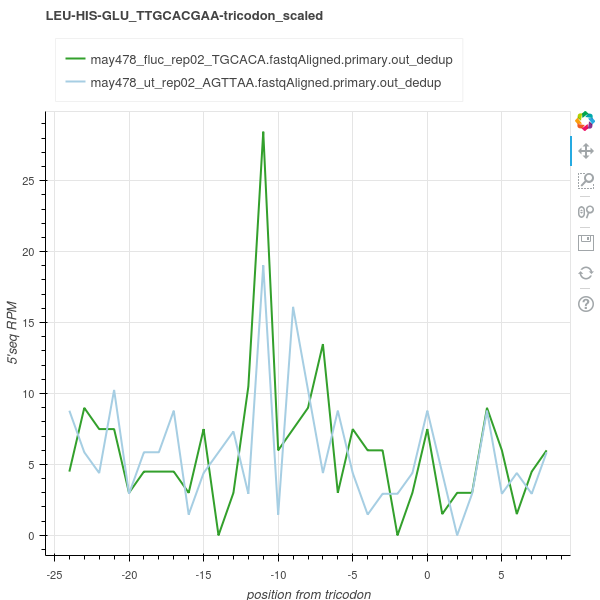 LEU-HIS-GLU_TTGCACGAA-tricodon_scaled
may478_fluc_rep02_TGCACA.fastqAligned.primary.out_dedup
may478_ut_rep02_AGTTAA.fastqAligned.primary.out_dedup
25
20
15
10
5
0
5'seq RPM
-25 -20 -15 -10 -5 0 5
position from tricodon